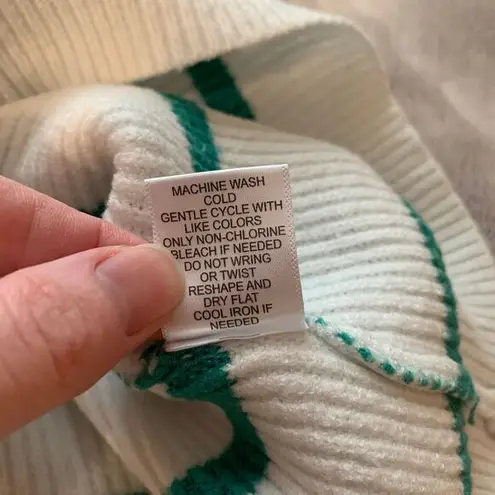 MACHINE WASH
COLD
GENTLE CYCLE WITH
LIKE COLORS
ONLY NON-CHLORINE
BLEACH IF NEEDED
DO NOT WRING
OR TWIST
RESHAPE AND
DRY FLAT
COOL IRON IF
NEEDED